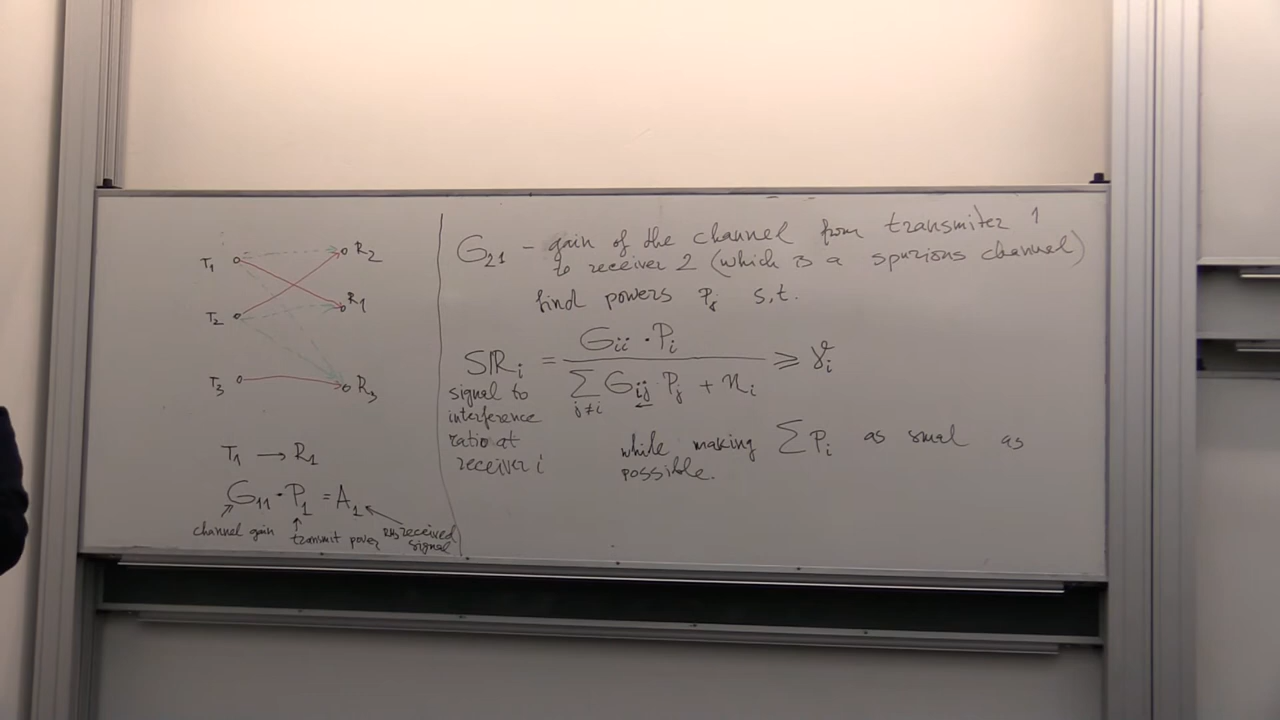 T₁ R₂
R₁
T₂
T₃ R₃
T₁ → R₁
G₁₁ · P₁ = A₁
channel gain transmit power received
signal
G₂₁ – gain of the channel from transmiter 1
to receiver 2 (which is a spurious channel)
find powers Pⱼ s.t.
SIRᵢ = Gᵢᵢ · Pᵢ / ∑_{j≠i} Gᵢⱼ Pⱼ + nᵢ ≥ γᵢ
signal to
interference
ratio at
receiver i
while making ∑ Pᵢ as smal as
possible.